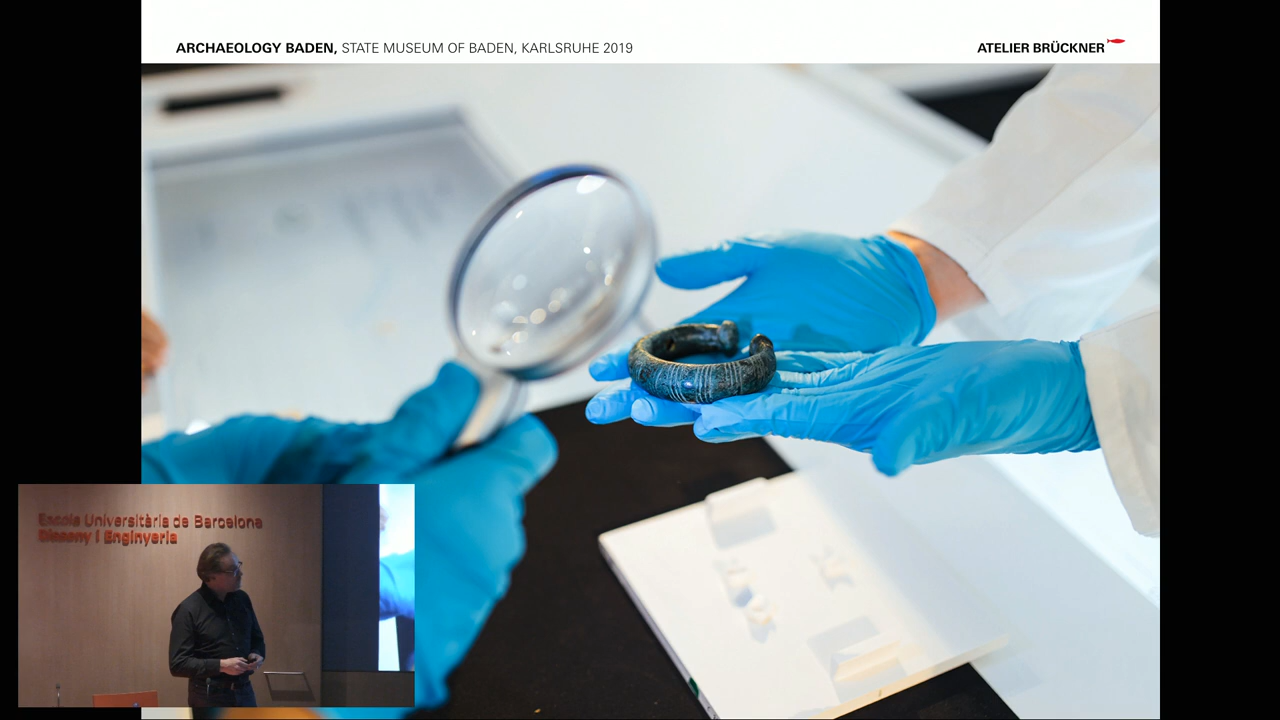 ARCHAEOLOGY BADEN, STATE MUSEUM OF BADEN, KARLSRUHE 2019
ATELIER BRÜCKNER
Escola Universitària de Barcelona
Disseny i Enginyeria